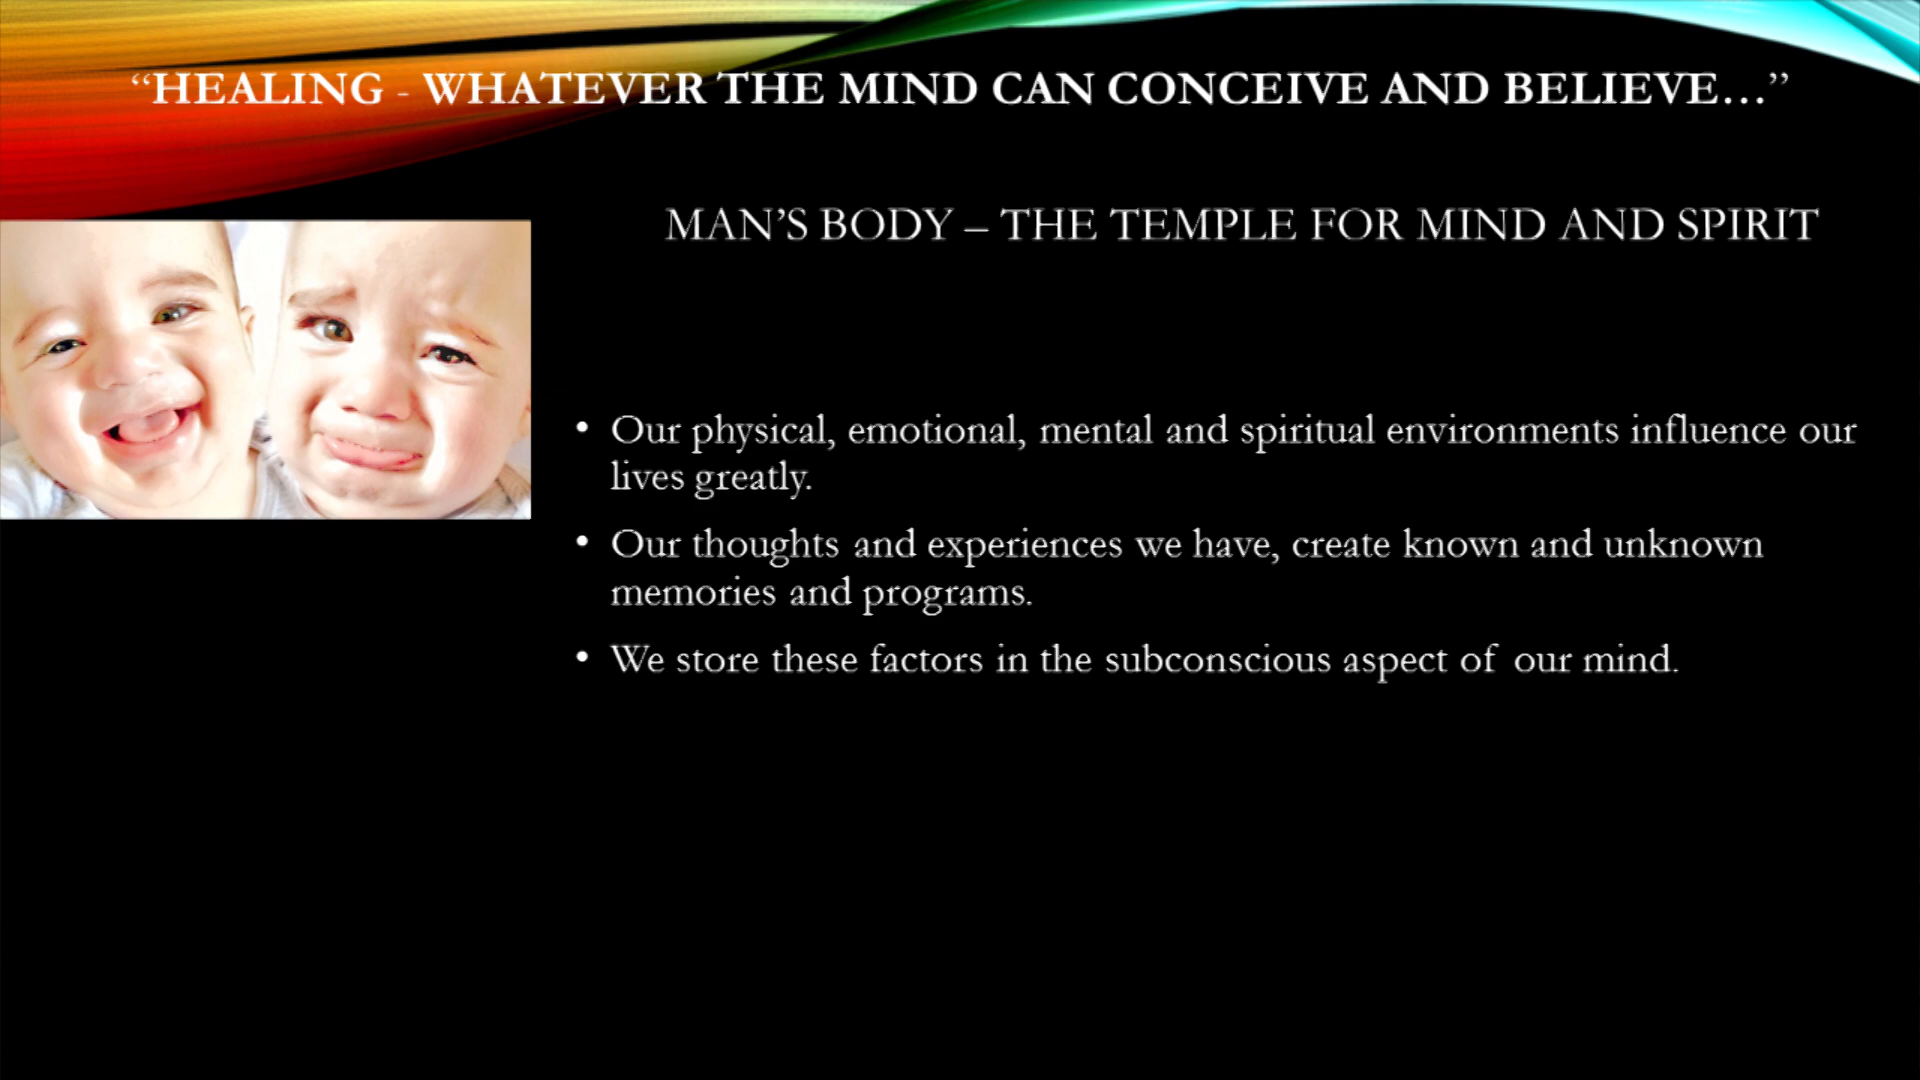 “HEALING - WHATEVER THE MIND CAN CONCEIVE AND BELIEVE…”
MAN’S BODY – THE TEMPLE FOR MIND AND SPIRIT
• Our physical, emotional, mental and spiritual environments influence our
lives greatly.
• Our thoughts and experiences we have, create known and unknown
memories and programs.
• We store these factors in the subconscious aspect of our mind.